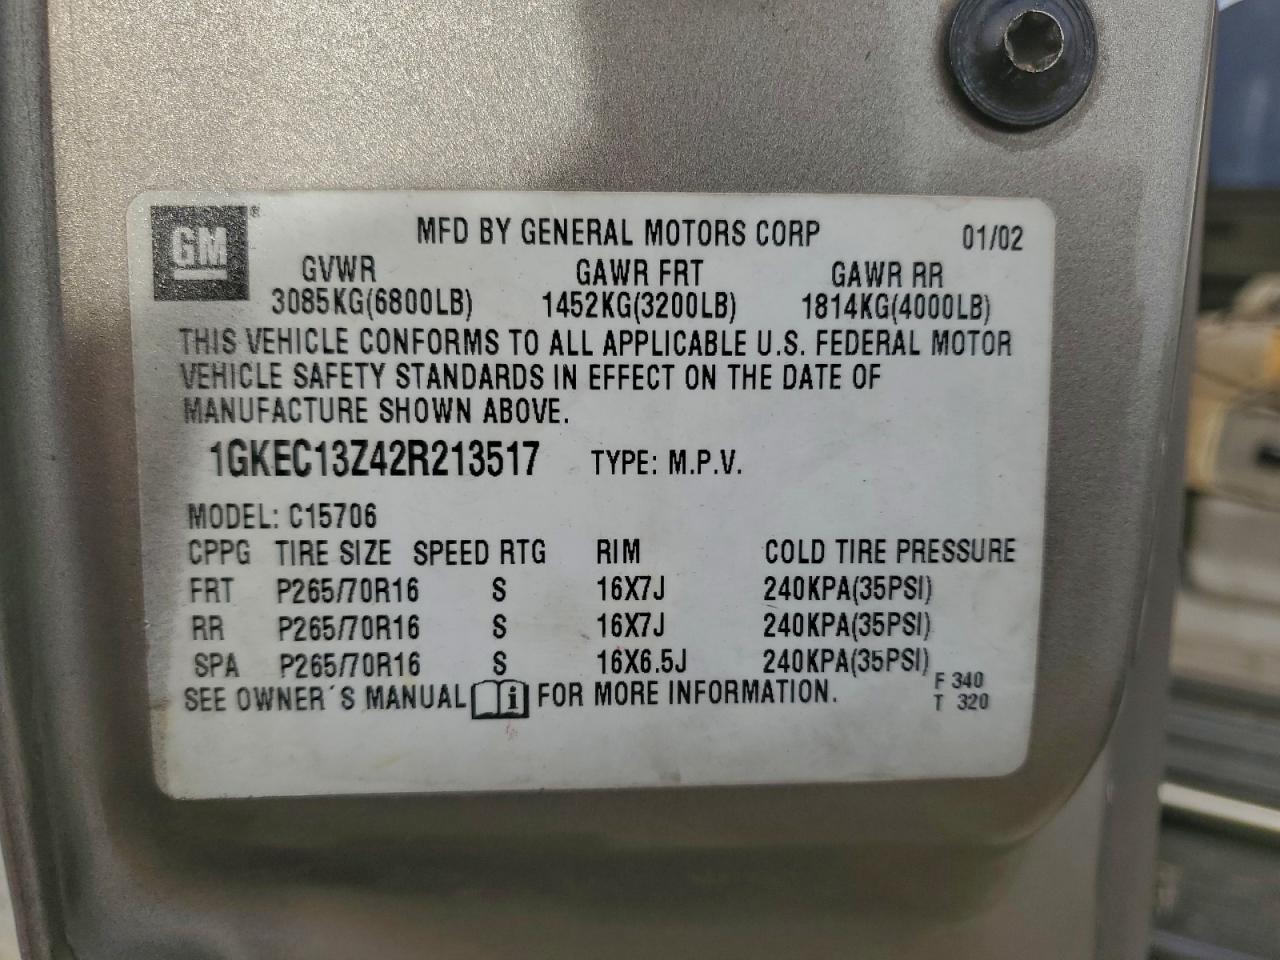 GM®
MFD BY GENERAL MOTORS CORP 01/02
GVWR GAWR FRT GAWR RR
3085KG(6800LB) 1452KG(3200LB) 1814KG(4000LB)
THIS VEHICLE CONFORMS TO ALL APPLICABLE U.S. FEDERAL MOTOR
VEHICLE SAFETY STANDARDS IN EFFECT ON THE DATE OF
MANUFACTURE SHOWN ABOVE.
1GKEC13Z42R213517 TYPE: M.P.V.
MODEL: C15706
CPPG TIRE SIZE SPEED RTG RIM COLD TIRE PRESSURE
FRT P265/70R16 S 16X7J 240KPA(35PSI)
RR P265/70R16 S 16X7J 240KPA(35PSI)
SPA P265/70R16 S 16X6.5J 240KPA(35PSI)
SEE OWNER´S MANUAL i FOR MORE INFORMATION.
F 340
T 320